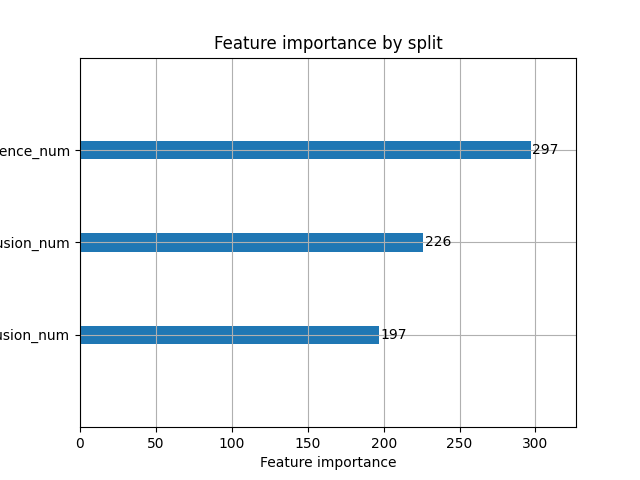 Feature importance by split
ence_num
297
usion_num
226
usion_num
197
0 50 100 150 200 250 300
Feature importance